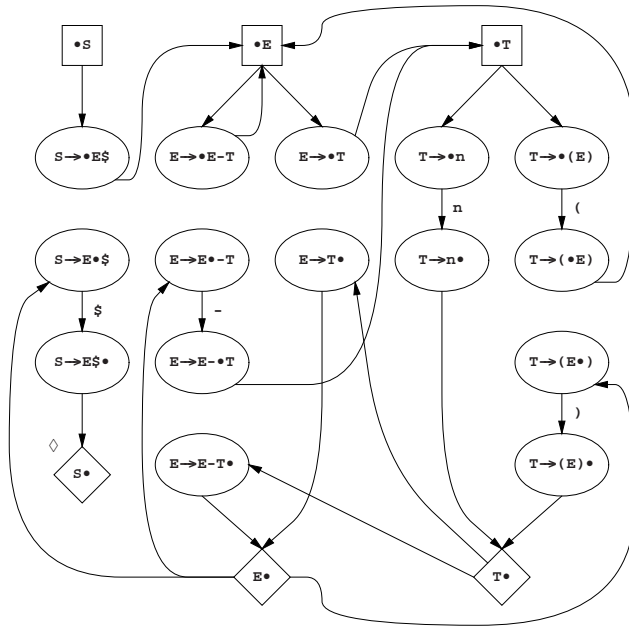 •S •E •T
S→•E$ E→•E-T E→•T T→•n T→•(E)
n (
S→E•$ E→E•-T E→T• T→n• T→(•E)
$ -
S→E$• E→E-•T T→(E•)
)
◊
S• E→E-T• T→(E)•
E• T•